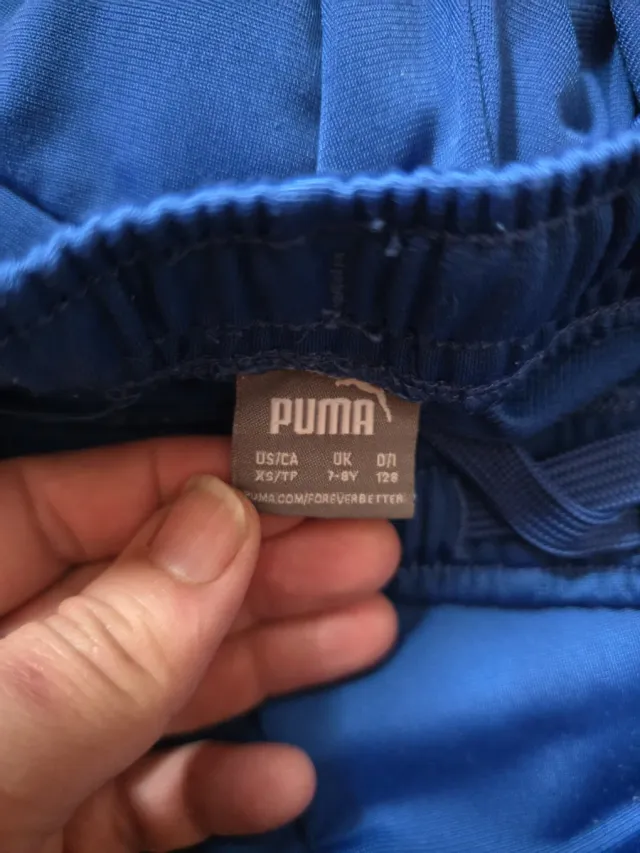 PUMA
US/CA UK D/I
XS/TP 7-8Y 128
PUMA.COM/FOREVERBETTER